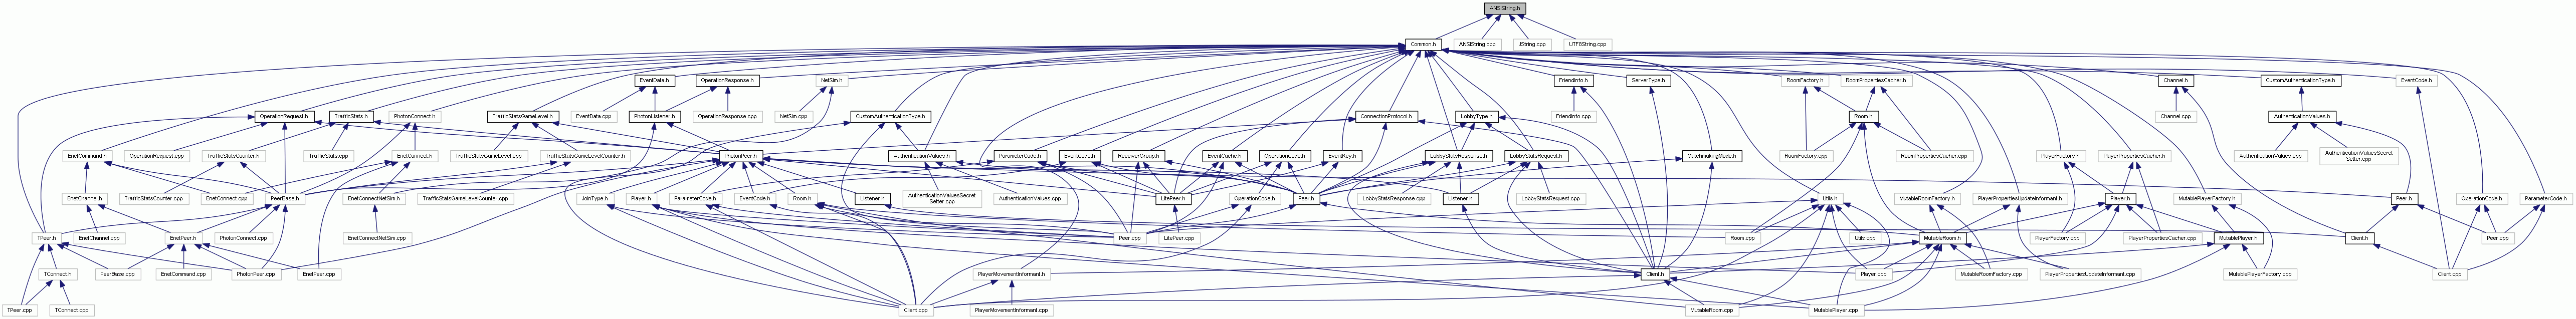 ANSIString.h
Common.h
ANSIString.cpp
JString.cpp
UTF8String.cpp
EventData.h
OperationResponse.h
NetSim.h
FriendInfo.h
ServerType.h
RoomFactory.h
RoomPropertiesCacher.h
Channel.h
CustomAuthenticationType.h
EventCode.h
OperationRequest.h
TrafficStats.h
PhotonConnect.h
TrafficStatsGameLevel.h
EventData.cpp
PhotonListener.h
OperationResponse.cpp
NetSim.cpp
CustomAuthenticationType.h
ConnectionProtocol.h
LobbyType.h
FriendInfo.cpp
Room.h
Channel.cpp
AuthenticationValues.h
EnetCommand.h
OperationRequest.cpp
TrafficStatsCounter.h
TrafficStats.cpp
EnetConnect.h
TrafficStatsGameLevel.cpp
TrafficStatsGameLevelCounter.h
PhotonPeer.h
AuthenticationValues.h
ParameterCode.h
EventCode.h
ReceiverGroup.h
EventCache.h
OperationCode.h
EventKey.h
LobbyStatsResponse.h
LobbyStatsRequest.h
MatchmakingMode.h
RoomFactory.cpp
RoomPropertiesCacher.cpp
PlayerFactory.h
PlayerPropertiesCacher.h
AuthenticationValues.cpp
AuthenticationValuesSecret
Setter.cpp
EnetChannel.h
TrafficStatsCounter.cpp
EnetConnect.cpp
PeerBase.h
EnetConnectNetSim.h
TrafficStatsGameLevelCounter.cpp
JoinType.h
Player.h
ParameterCode.h
EventCode.h
Room.h
Listener.h
AuthenticationValuesSecret
Setter.cpp
AuthenticationValues.cpp
LitePeer.h
OperationCode.h
Peer.h
LobbyStatsResponse.cpp
Listener.h
LobbyStatsRequest.cpp
Utils.h
MutableRoomFactory.h
PlayerPropertiesUpdateInformant.h
Player.h
MutablePlayerFactory.h
Peer.h
OperationCode.h
ParameterCode.h
TPeer.h
EnetChannel.cpp
EnetPeer.h
PhotonConnect.cpp
EnetConnectNetSim.cpp
Peer.cpp
LitePeer.cpp
Room.cpp
Utils.cpp
MutableRoom.h
PlayerFactory.cpp
PlayerPropertiesCacher.cpp
MutablePlayer.h
Client.h
Peer.cpp
TConnect.h
PeerBase.cpp
EnetCommand.cpp
PhotonPeer.cpp
EnetPeer.cpp
PlayerMovementInformant.h
Client.h
Player.cpp
MutableRoomFactory.cpp
PlayerPropertiesUpdateInformant.cpp
MutablePlayerFactory.cpp
Client.cpp
TPeer.cpp
TConnect.cpp
Client.cpp
PlayerMovementInformant.cpp
MutableRoom.cpp
MutablePlayer.cpp